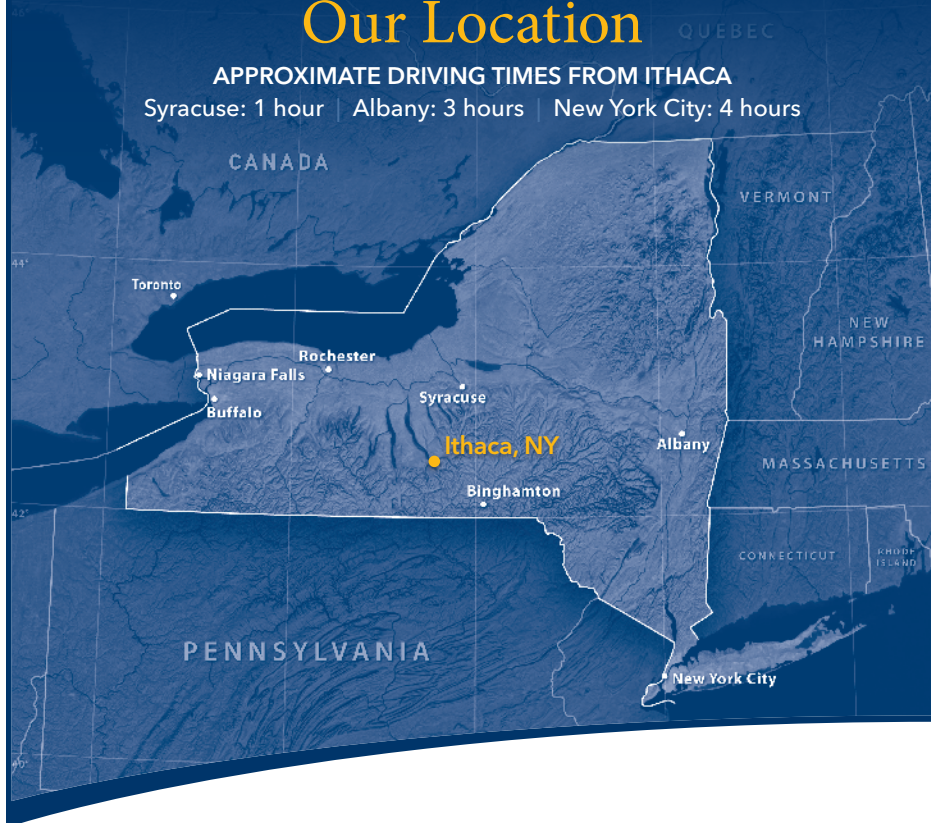 Our Location
QUEBEC
APPROXIMATE DRIVING TIMES FROM ITHACA
Syracuse: 1 hour | Albany: 3 hours | New York City: 4 hours
CANADA
VERMONT
44°
Toronto
NEW
HAMPSHIRE
Rochester
Niagara Falls
Syracuse
Buffalo
Ithaca, NY
Albany
MASSACHUSETTS
Binghamton
42°
CONNECTICUT
RHODE
ISLAND
PENNSYLVANIA
New York City
40°